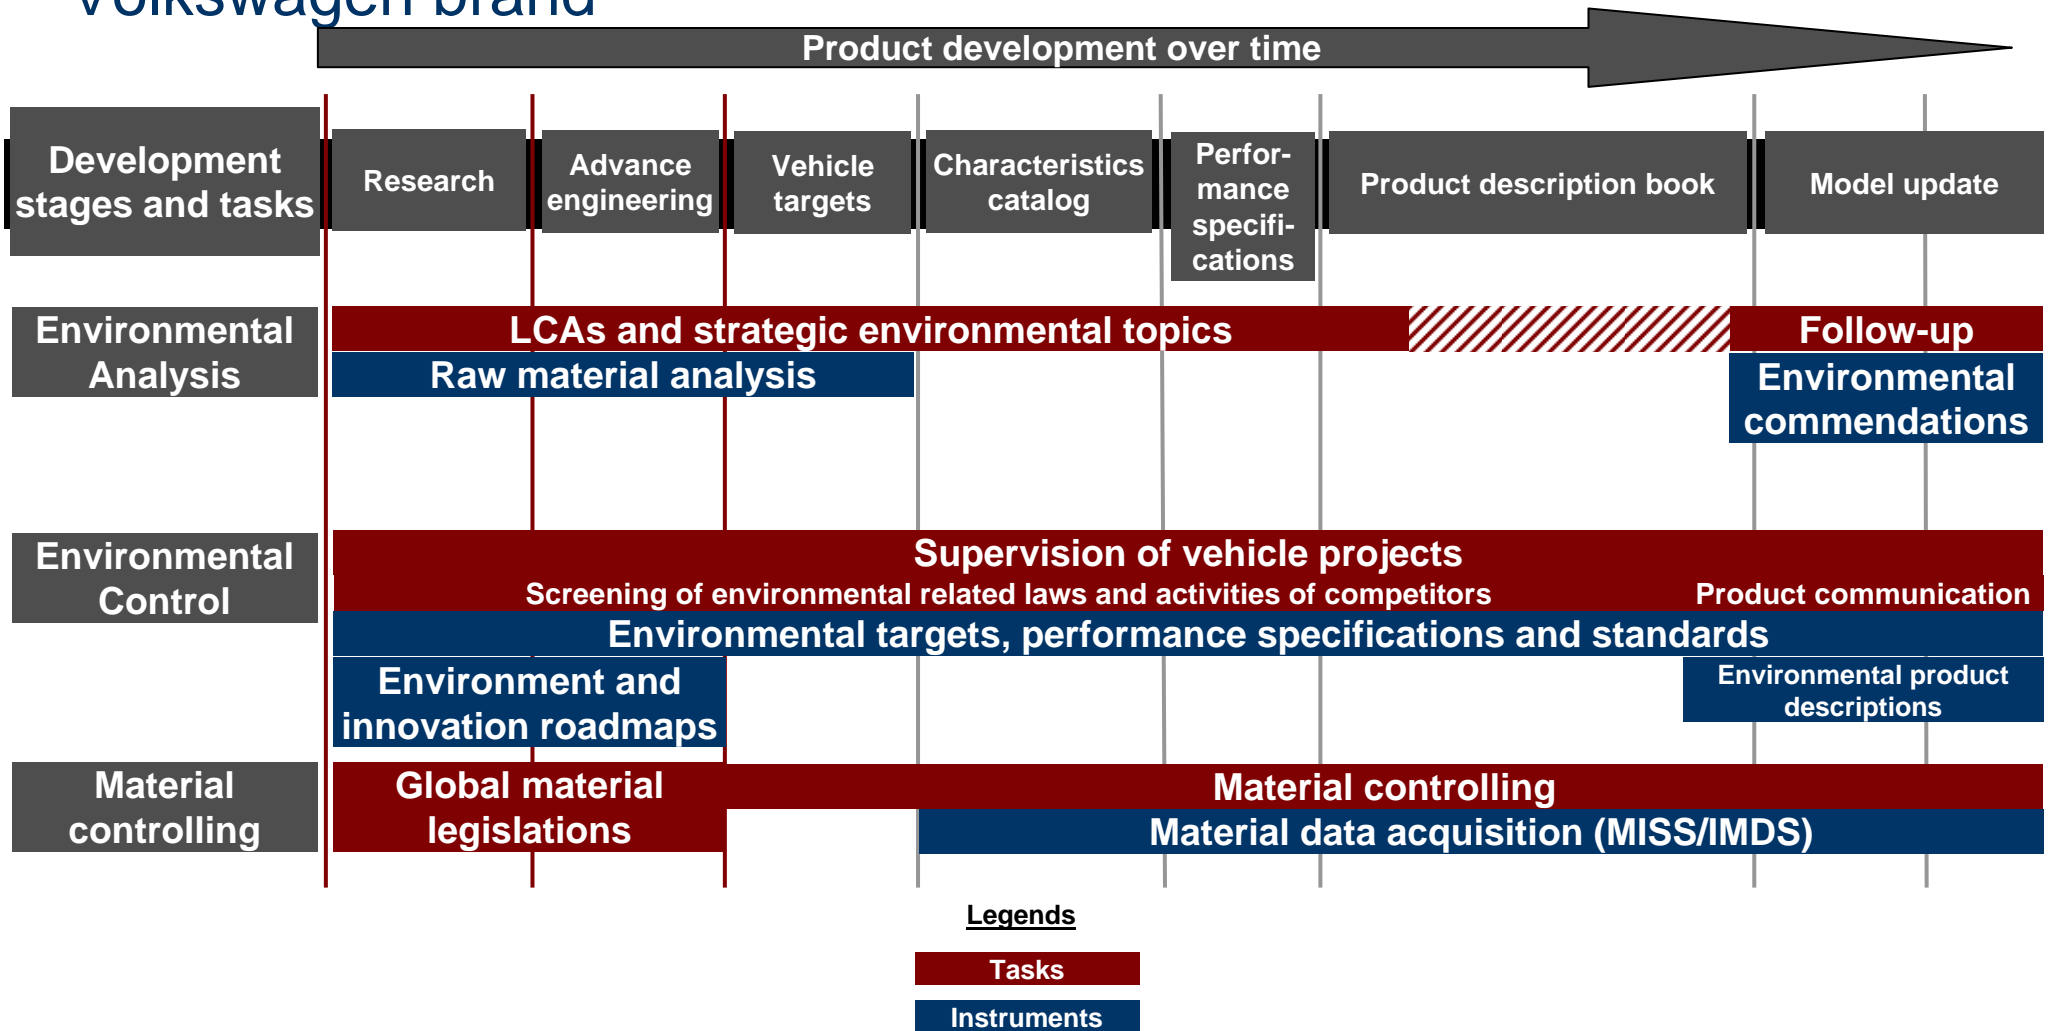 Volkswagen brand
Product development over time
Development
stages and tasks
Research
Advance
engineering
Vehicle
targets
Characteristics
catalog
Perfor-
mance
specifi-
cations
Product description book
Model update
Environmental
Analysis
LCAs and strategic environmental topics
Follow-up
Raw material analysis
Environmental
commendations
Environmental
Control
Supervision of vehicle projects
Screening of environmental related laws and activities of competitors
Product communication
Environmental targets, performance specifications and standards
Environment and
innovation roadmaps
Environmental product
descriptions
Material
controlling
Global material
legislations
Material controlling
Material data acquisition (MISS/IMDS)
Legends
Tasks
Instruments